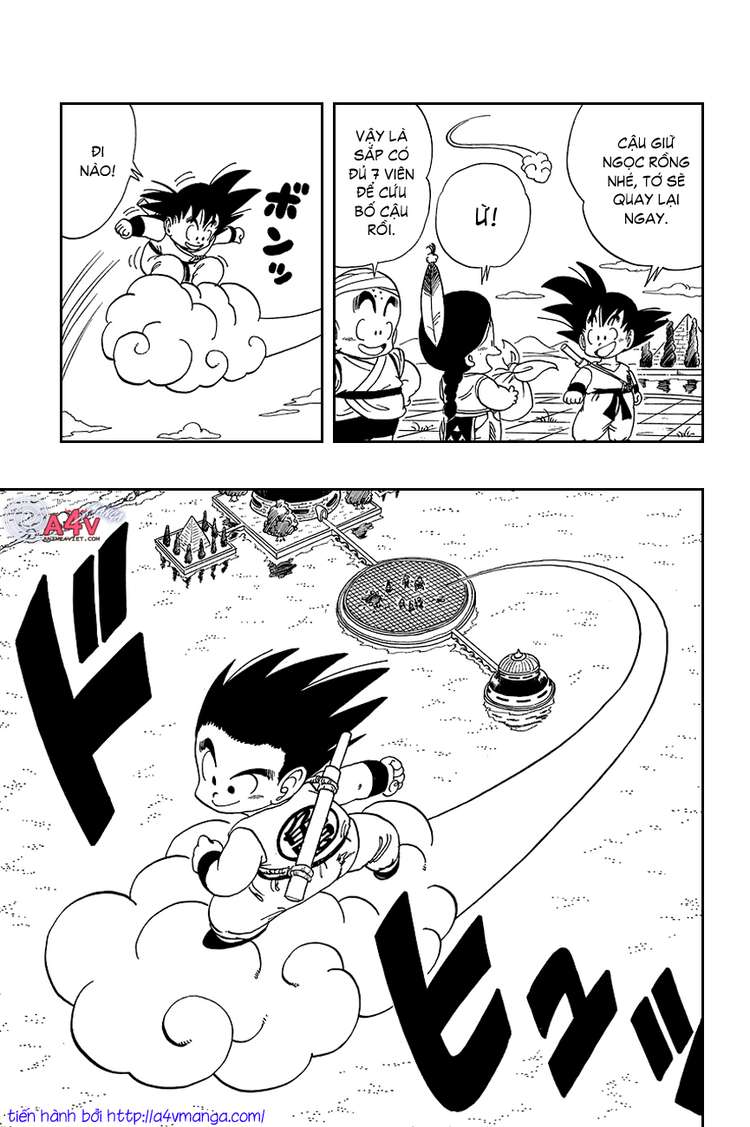 CẬU GIỮ
NGỌC RỒNG
NHÉ, TỚ SẼ
QUAY LẠI
NGAY.
Ừ!
VẬY LÀ
SẮP CÓ
ĐỦ 7 VIÊN
ĐỂ CỨU
BỐ CẬU
RỒI.
ĐI
NÀO!
ボンッ
A4V
ANIMEAVIET.COM
ドヒュッ
tiến hành bởi http://a4vmanga.com/